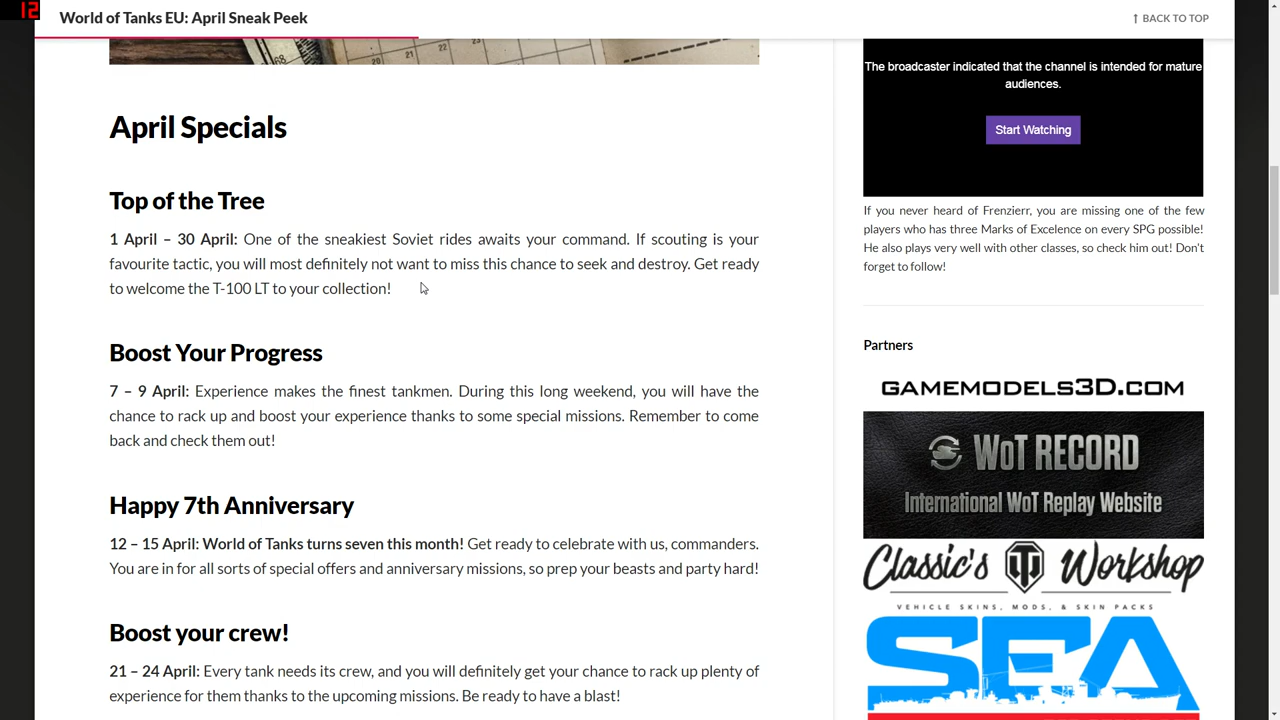 12
World of Tanks EU: April Sneak Peek
↑ BACK TO TOP
68
20
21
22
23
24
April Specials
Top of the Tree
1 April – 30 April: One of the sneakiest Soviet rides awaits your command. If scouting is your
favourite tactic, you will most definitely not want to miss this chance to seek and destroy. Get ready
to welcome the T-100 LT to your collection!
Boost Your Progress
7 – 9 April: Experience makes the finest tankmen. During this long weekend, you will have the
chance to rack up and boost your experience thanks to some special missions. Remember to come
back and check them out!
Happy 7th Anniversary
12 – 15 April: World of Tanks turns seven this month! Get ready to celebrate with us, commanders.
You are in for all sorts of special offers and anniversary missions, so prep your beasts and party hard!
Boost your crew!
21 – 24 April: Every tank needs its crew, and you will definitely get your chance to rack up plenty of
experience for them thanks to the upcoming missions. Be ready to have a blast!
The broadcaster indicated that the channel is intended for mature
audiences.
Start Watching
If you never heard of Frenzierr, you are missing one of the few
players who has three Marks of Excelence on every SPG possible!
He also plays very well with other classes, so check him out! Don't
forget to follow!
Partners
GAMEMODELS3D.COM
WoT RECORD
International WoT Replay Website
Classic's Workshop
VEHICLE SKINS, MODS, & SKIN PACKS
SEA